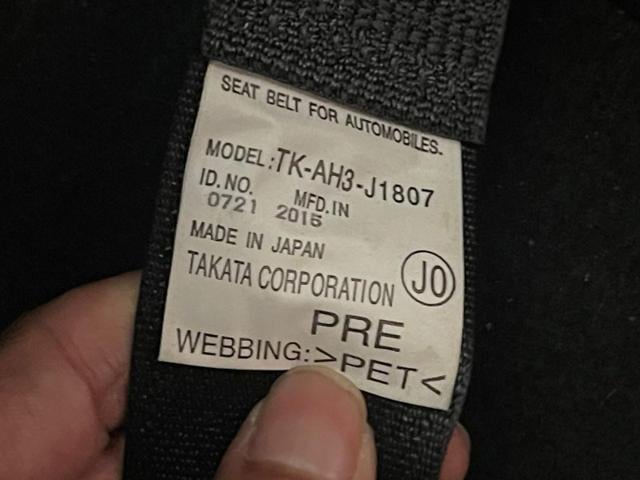 SEAT BELT FOR AUTOMOBILES.
MODEL:TK-AH3-J1807
ID.NO. MFD.IN
0721 2015
MADE IN JAPAN
TAKATA CORPORATION JO
PRE
WEBBING:>PET<